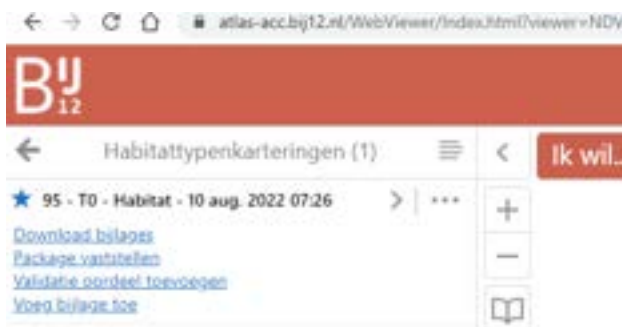 atlas-acc.bij12.nl/WebViewer/Index.html?viewer=NDV
BIJ
12
Habitattypenkarteringen (1)
Ik wil...
95 - T0 - Habitat - 10 aug. 2022 07:26
Download bijlages
Package vaststellen
Validatie oordeel toevoegen
Voeg bijlage toe